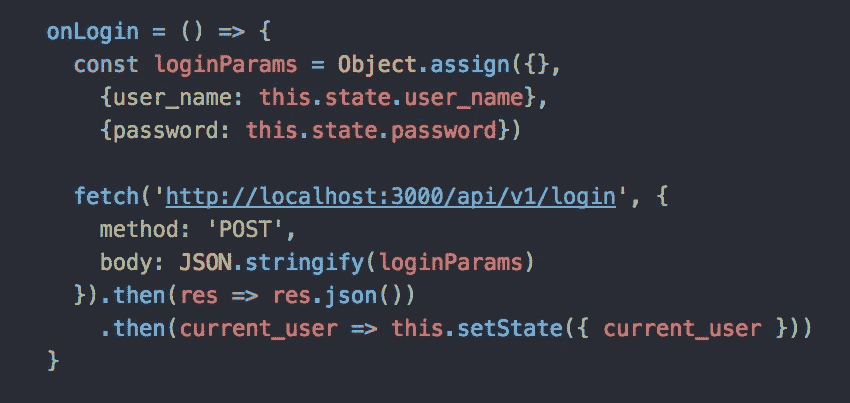 onLogin = () => {
const loginParams = Object.assign({},
{user_name: this.state.user_name},
{password: this.state.password})
fetch('http://localhost:3000/api/v1/login', {
method: 'POST',
body: JSON.stringify(loginParams)
}).then(res => res.json())
.then(current_user => this.setState({ current_user }))
}